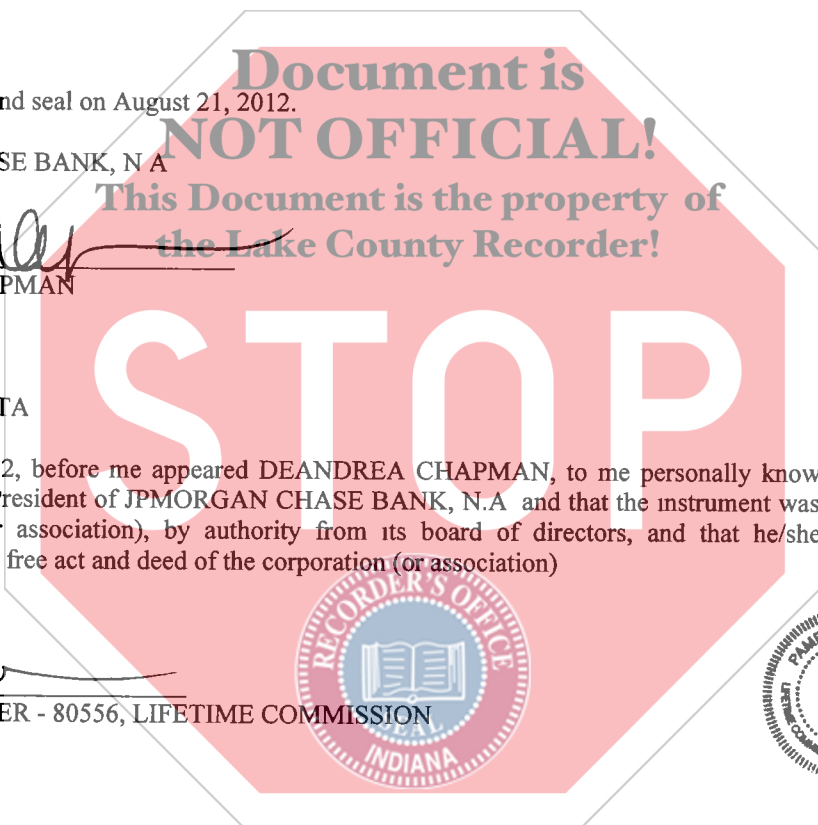 Document is
nd seal on August 21, 2012.
NOT OFFICIAL!
SE BANK, N A
This Document is the property of
the Lake County Recorder!
PMAN
STOP
TA
2, before me appeared DEANDREA CHAPMAN, to me personally know
resident of JPMORGAN CHASE BANK, N.A and that the instrument was
association), by authority from its board of directors, and that he/she
free act and deed of the corporation (or association)
RECORDER'S OFFICE
SEAL
INDIANA
ER - 80556, LIFETIME COMMISSION